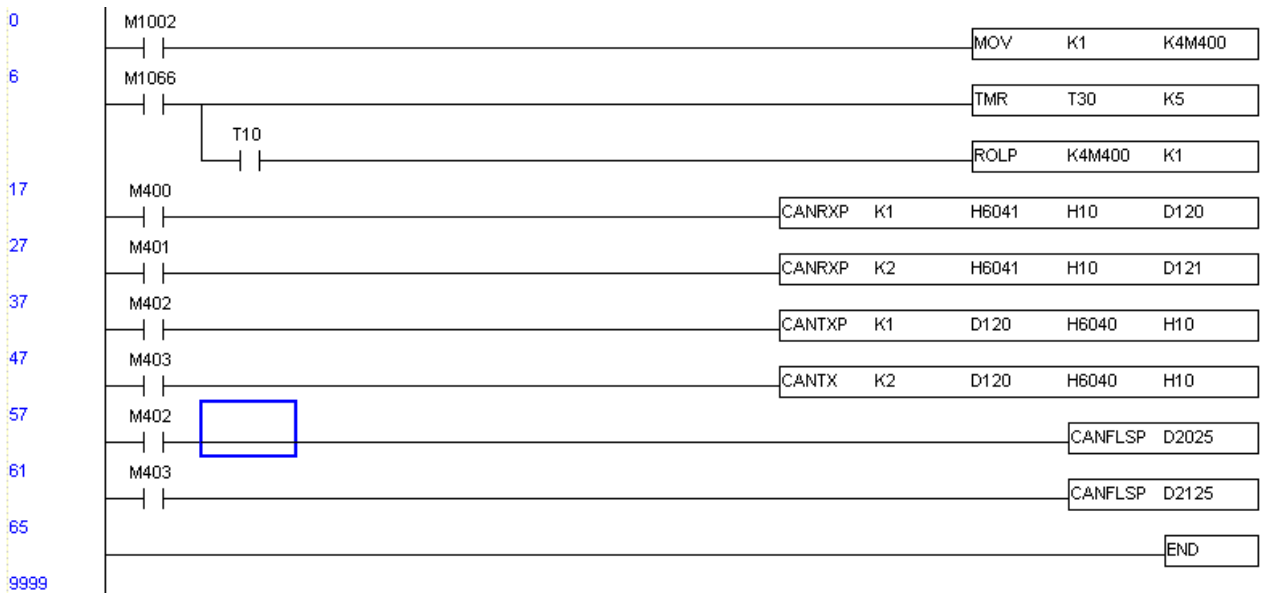 0 M1002
MOV K1 K4M400
6 M1066
TMR T30 K5
T10
ROLP K4M400 K1
17 M400
CANRXP K1 H6041 H10 D120
27 M401
CANRXP K2 H6041 H10 D121
37 M402
CANTXP K1 D120 H6040 H10
47 M403
CANTX K2 D120 H6040 H10
57 M402
CANFLSP D2025
61 M403
CANFLSP D2125
65
END
9999